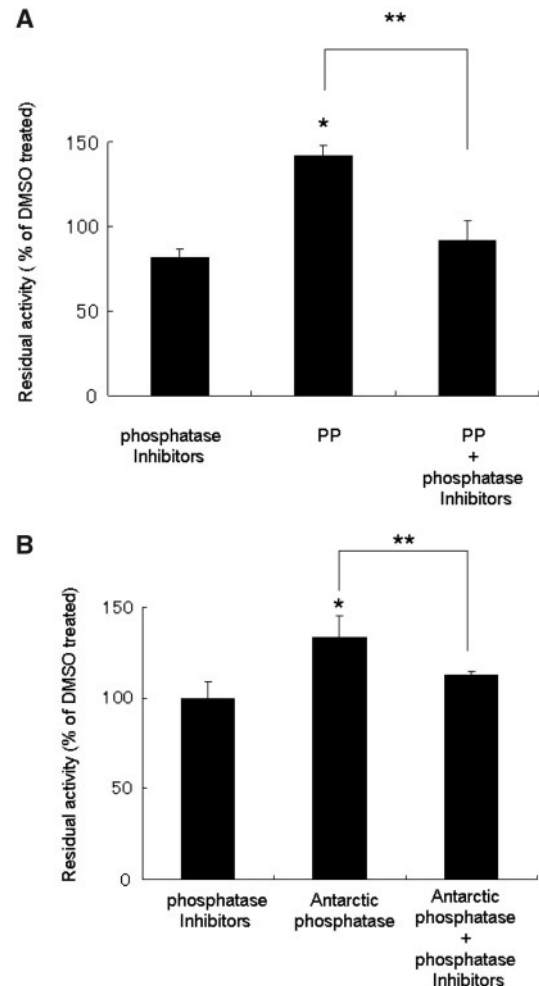 A
**
*
Residual activity ( % of DMSO treated)
150
100
50
0
phosphatase
Inhibitors
PP
PP
+
phosphatase
Inhibitors
B
**
*
Residual activity (% of DMSO treated)
150
100
50
0
phosphatase
Inhibitors
Antarctic
phosphatase
Antarctic
phosphatase
+
phosphatase
Inhibitors